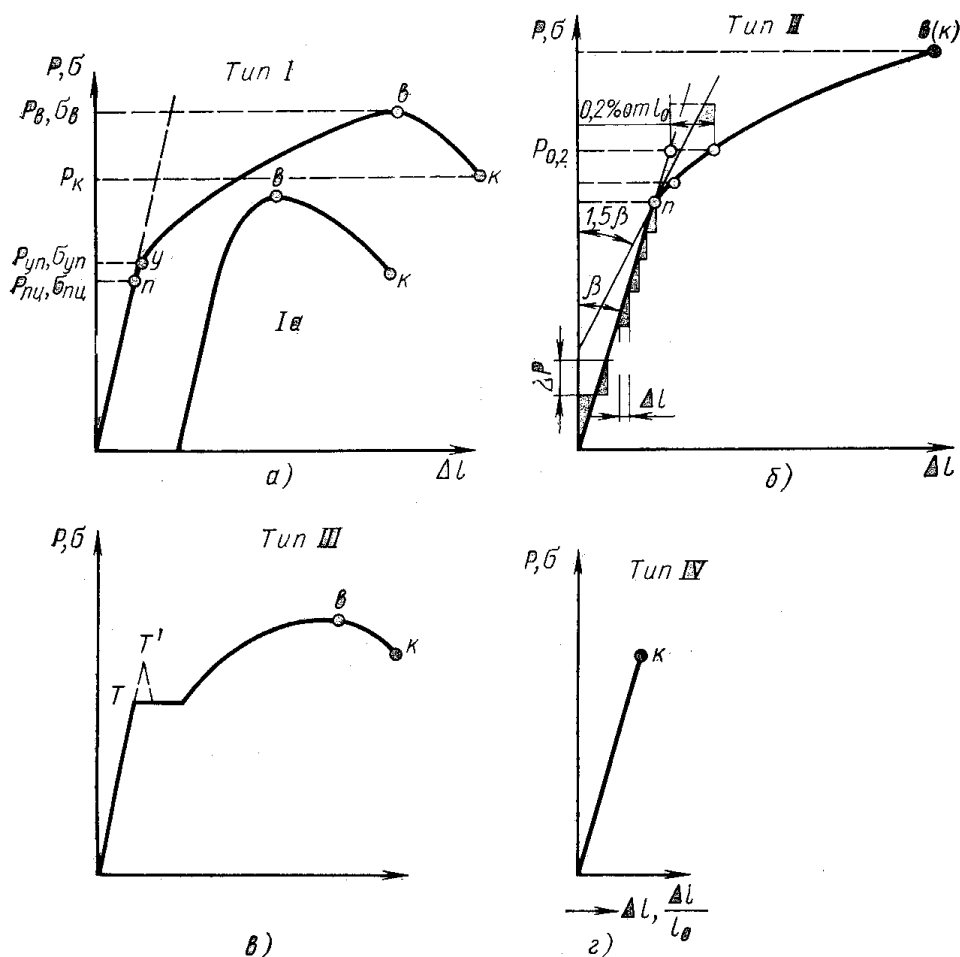 P,б
Тип I
Pв, бв
в
Pк
к
в
Pуп, буп
у
Pпц, бпц
п
к
Iа
Δl
а)
P,б
Тип II
в(к)
0,2% от l₀
P0,2
п
1,5β
β
ΔP
Δl
Δl
б)
P,б
Тип III
в
T'
к
T
в)
P,б
Тип IV
к
Δl, Δl/l₀
г)